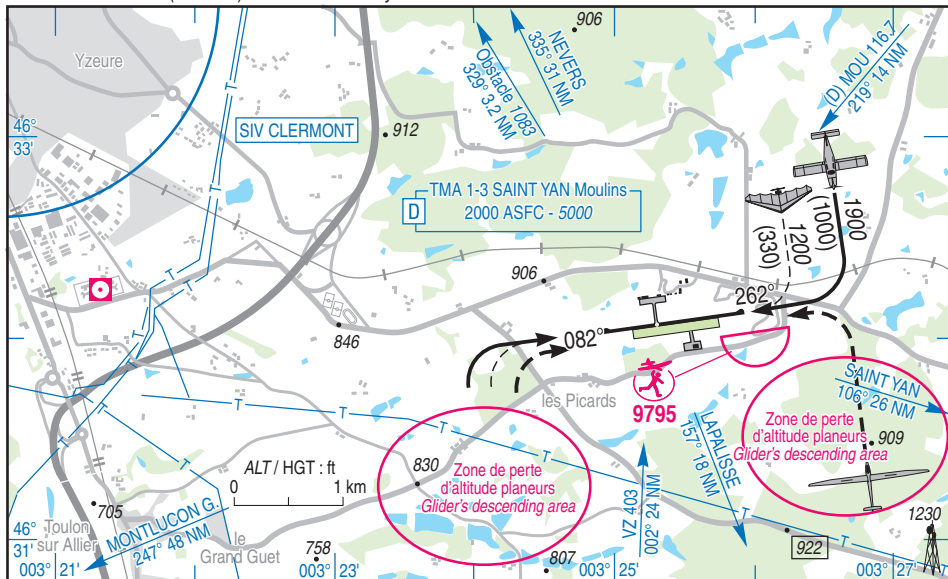 906
Yzeure
NEVERS
335° 31 NM
Obstacle 1083
329° 3.2 NM
(D) MOU 116.7
219° 14 NM
46°
33'
SIV CLERMONT
912
TMA 1-3 SAINT YAN Moulins
D
2000 ASFC - 5000
1900
(1000)
1200
(330)
T
T
906
262°
846
082°
T
T
les Picards
9795
SAINT YAN
106° 26 NM
T
T
T
LAPALISSE
157° 18 NM
Zone de perte
d'altitude planeurs
Glider's descending area
909
830
Zone de perte
d'altitude planeurs
Glider's descending area
ALT / HGT : ft
0 1 km
VZ 403
002° 24 NM
T
T
705
MONTLUCON G.
247° 48 NM
Toulon
sur Allier
le
Grand Guet
1230
922
46°
31'
758
807
T
003° 21'
003° 23'
003° 25'
003° 27'